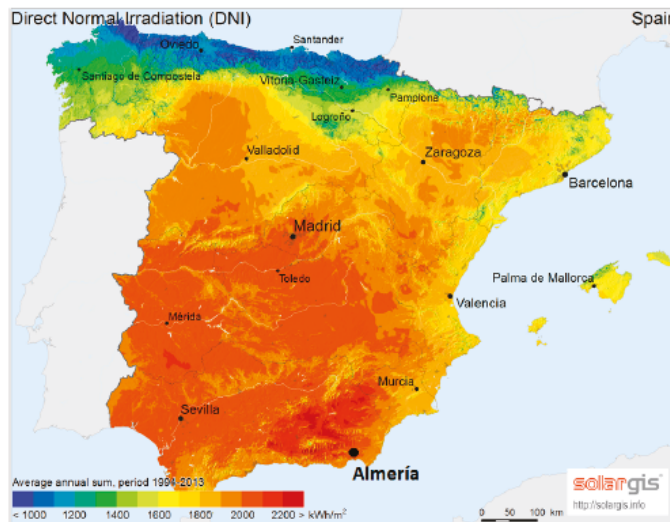 Direct Normal Irradiation (DNI)
Spain
Santander
Oviedo
Santiago de Compostela
Vitoria-Gasteiz
Pamplona
Logroño
Valladolid
Zaragoza
Barcelona
Madrid
Toledo
Palma de Mallorca
Valencia
Mérida
Murcia
Sevilla
Almería
Average annual sum, period 1994-2013
< 1000 1200 1400 1600 1800 2000 2200 > kWh/m²
0 50 100 km
solargis
http://solargis.info